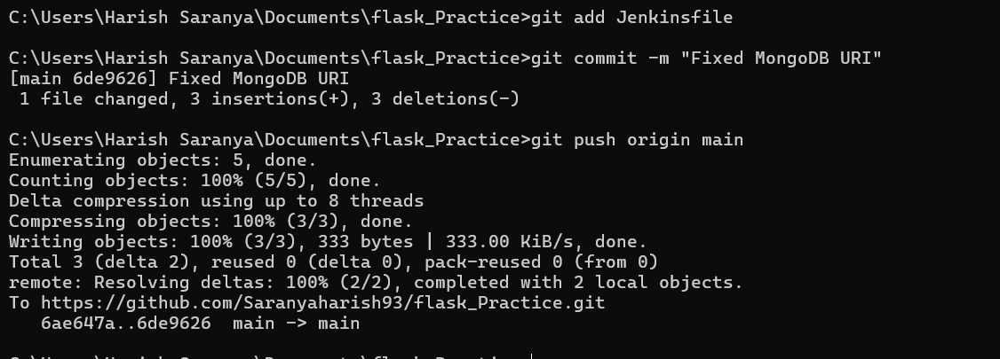 C:\Users\Harish Saranya\Documents\flask_Practice>git add Jenkinsfile
C:\Users\Harish Saranya\Documents\flask_Practice>git commit -m "Fixed MongoDB URI"
[main 6de9626] Fixed MongoDB URI
 1 file changed, 3 insertions(+), 3 deletions(-)
C:\Users\Harish Saranya\Documents\flask_Practice>git push origin main
Enumerating objects: 5, done.
Counting objects: 100% (5/5), done.
Delta compression using up to 8 threads
Compressing objects: 100% (3/3), done.
Writing objects: 100% (3/3), 333 bytes | 333.00 KiB/s, done.
Total 3 (delta 2), reused 0 (delta 0), pack-reused 0 (from 0)
remote: Resolving deltas: 100% (2/2), completed with 2 local objects.
To https://github.com/Saranyaharish93/flask_Practice.git
   6ae647a..6de9626  main -> main